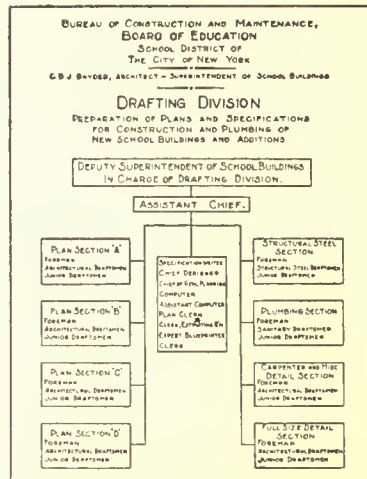 BUREAU OF CONSTRUCTION AND MAINTENANCE,
BOARD OF EDUCATION
SCHOOL DISTRICT OF
THE CITY OF NEW YORK
C B J SNYDER, ARCHITECT – SUPERINTENDENT OF SCHOOL BUILDINGS
DRAFTING DIVISION
PREPARATION OF PLANS AND SPECIFICATIONS
FOR CONSTRUCTION AND PLUMBING OF
NEW SCHOOL BUILDINGS AND ADDITIONS
DEPUTY SUPERINTENDENT OF SCHOOL BUILDINGS
IN CHARGE OF DRAFTING DIVISION.
ASSISTANT CHIEF.
PLAN SECTION "A"
FOREMAN
ARCHITECTURAL DRAFTSMEN
JUNIOR DRAFTSMEN
PLAN SECTION "B"
FOREMAN
ARCHITECTURAL DRAFTSMEN
JUNIOR DRAFTSMEN
PLAN SECTION "C"
FOREMAN
ARCHITECTURAL DRAFTSMEN
JUNIOR DRAFTSMEN
PLAN SECTION "D"
FOREMAN
ARCHITECTURAL DRAFTSMEN
JUNIOR DRAFTSMEN
SPECIFICATION WRITER
CHIEF DESIGNER
CHIEF OF GENL PLANNING
COMPUTER
ASSISTANT COMPUTER
PLAN CLERK
CLERK, ESTIMATING
EXPERT BLUEPRINTER
CLERK
STRUCTURAL STEEL
SECTION
FOREMAN
STRUCTURAL STEEL DRAFTSMEN
JUNIOR DRAFTSMEN
PLUMBING SECTION
FOREMAN
SANITARY DRAFTSMEN
JUNIOR DRAFTSMEN
CARPENTER AND MISC
DETAIL SECTION
FOREMAN
ARCHITECTURAL DRAFTSMEN
JUNIOR DRAFTSMEN
FULL SIZE DETAIL
SECTION
FOREMAN
ARCHITECTURAL DRAFTSMEN
JUNIOR DRAFTSMEN